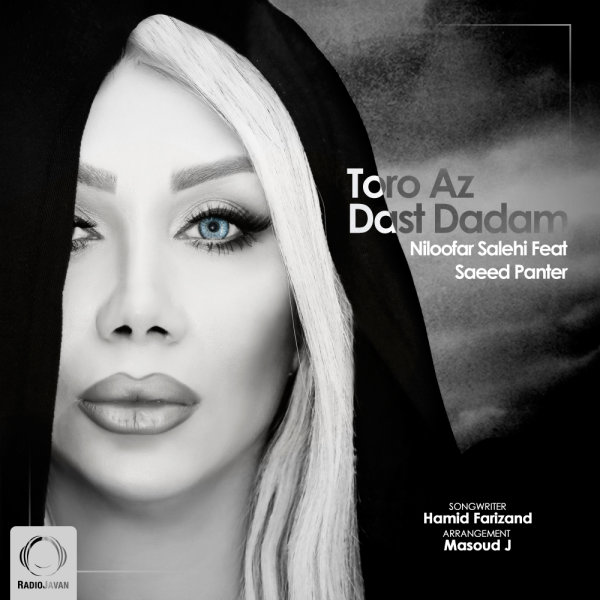 Toro Az
Dast Dadam
Niloofar Salehi Feat
Saeed Panter
SONGWRITER
Hamid Farizand
ARRANGEMENT
Masoud J
RADIOJAVAN